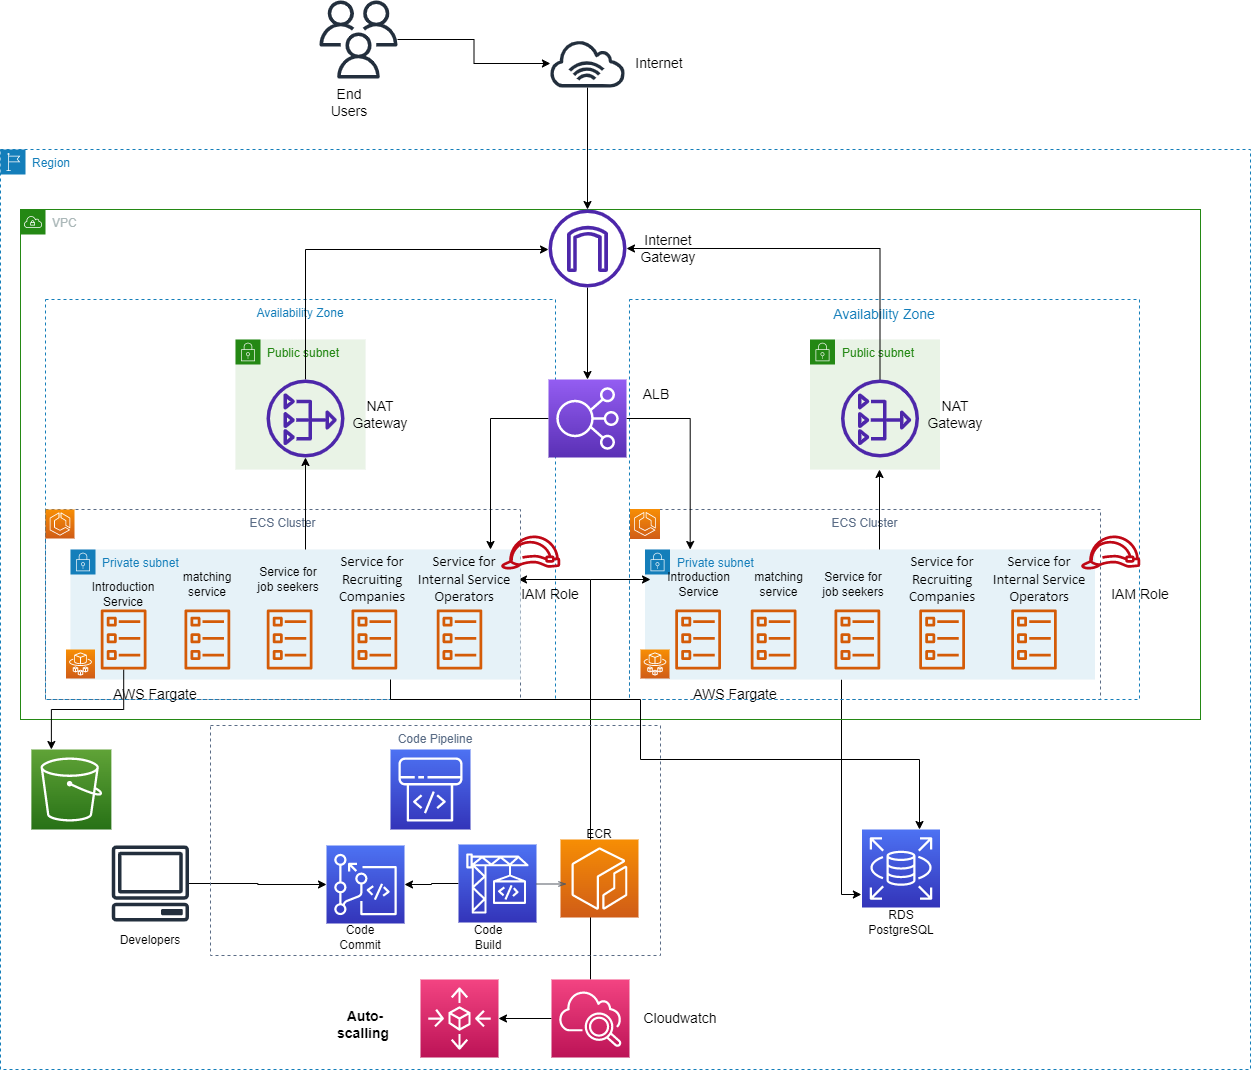 End
Users
Internet
Region
VPC
Internet
Gateway
Availability Zone
Availability Zone
Public subnet
Public subnet
NAT
Gateway
ALB
NAT
Gateway
ECS Cluster
ECS Cluster
Private subnet
Introduction
Service
matching
service
Service for
job seekers
Service for
Recruiting
Companies
Service for
Internal Service
Operators
IAM Role
Private subnet
Introduction
Service
matching
service
Service for
job seekers
Service for
Recruiting
Companies
Service for
Internal Service
Operators
IAM Role
AWS Fargate
AWS Fargate
Code Pipeline
ECR
Developers
Code
Commit
Code
Build
RDS
PostgreSQL
Auto-
scalling
Cloudwatch